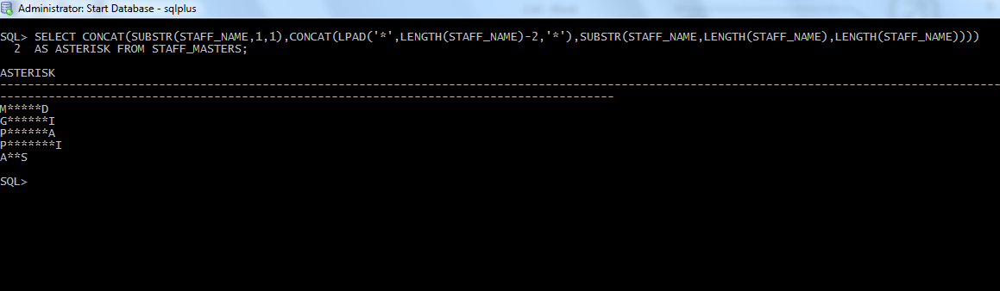 Administrator: Start Database - sqlplus
SQL> SELECT CONCAT(SUBSTR(STAFF_NAME,1,1),CONCAT(LPAD('*',LENGTH(STAFF_NAME)-2,'*'),SUBSTR(STAFF_NAME,LENGTH(STAFF_NAME),LENGTH(STAFF_NAME))))
2 AS ASTERISK FROM STAFF_MASTERS;
ASTERISK
--------------------------------------------------------------------------------------------------------------------------------------------------
-----------------------------------------------------------------------------------------
M*****D
G******I
P******A
P*******I
A**S
SQL>